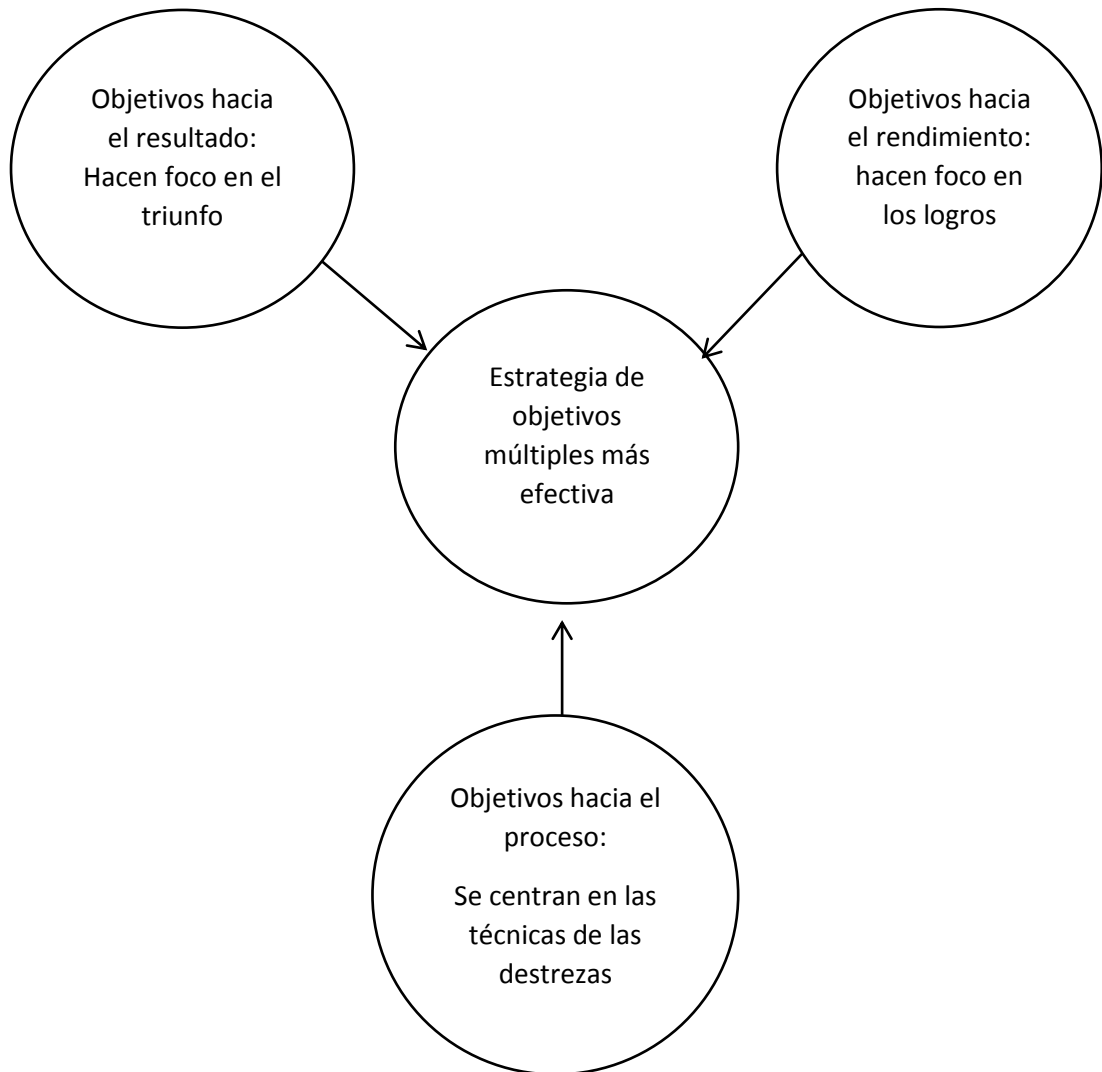 Objetivos hacia
el resultado:
Hacen foco en el
triunfo
Objetivos hacia
el rendimiento:
hacen foco en
los logros
Estrategia de
objetivos
múltiples más
efectiva
Objetivos hacia el
proceso:
Se centran en las
técnicas de las
destrezas